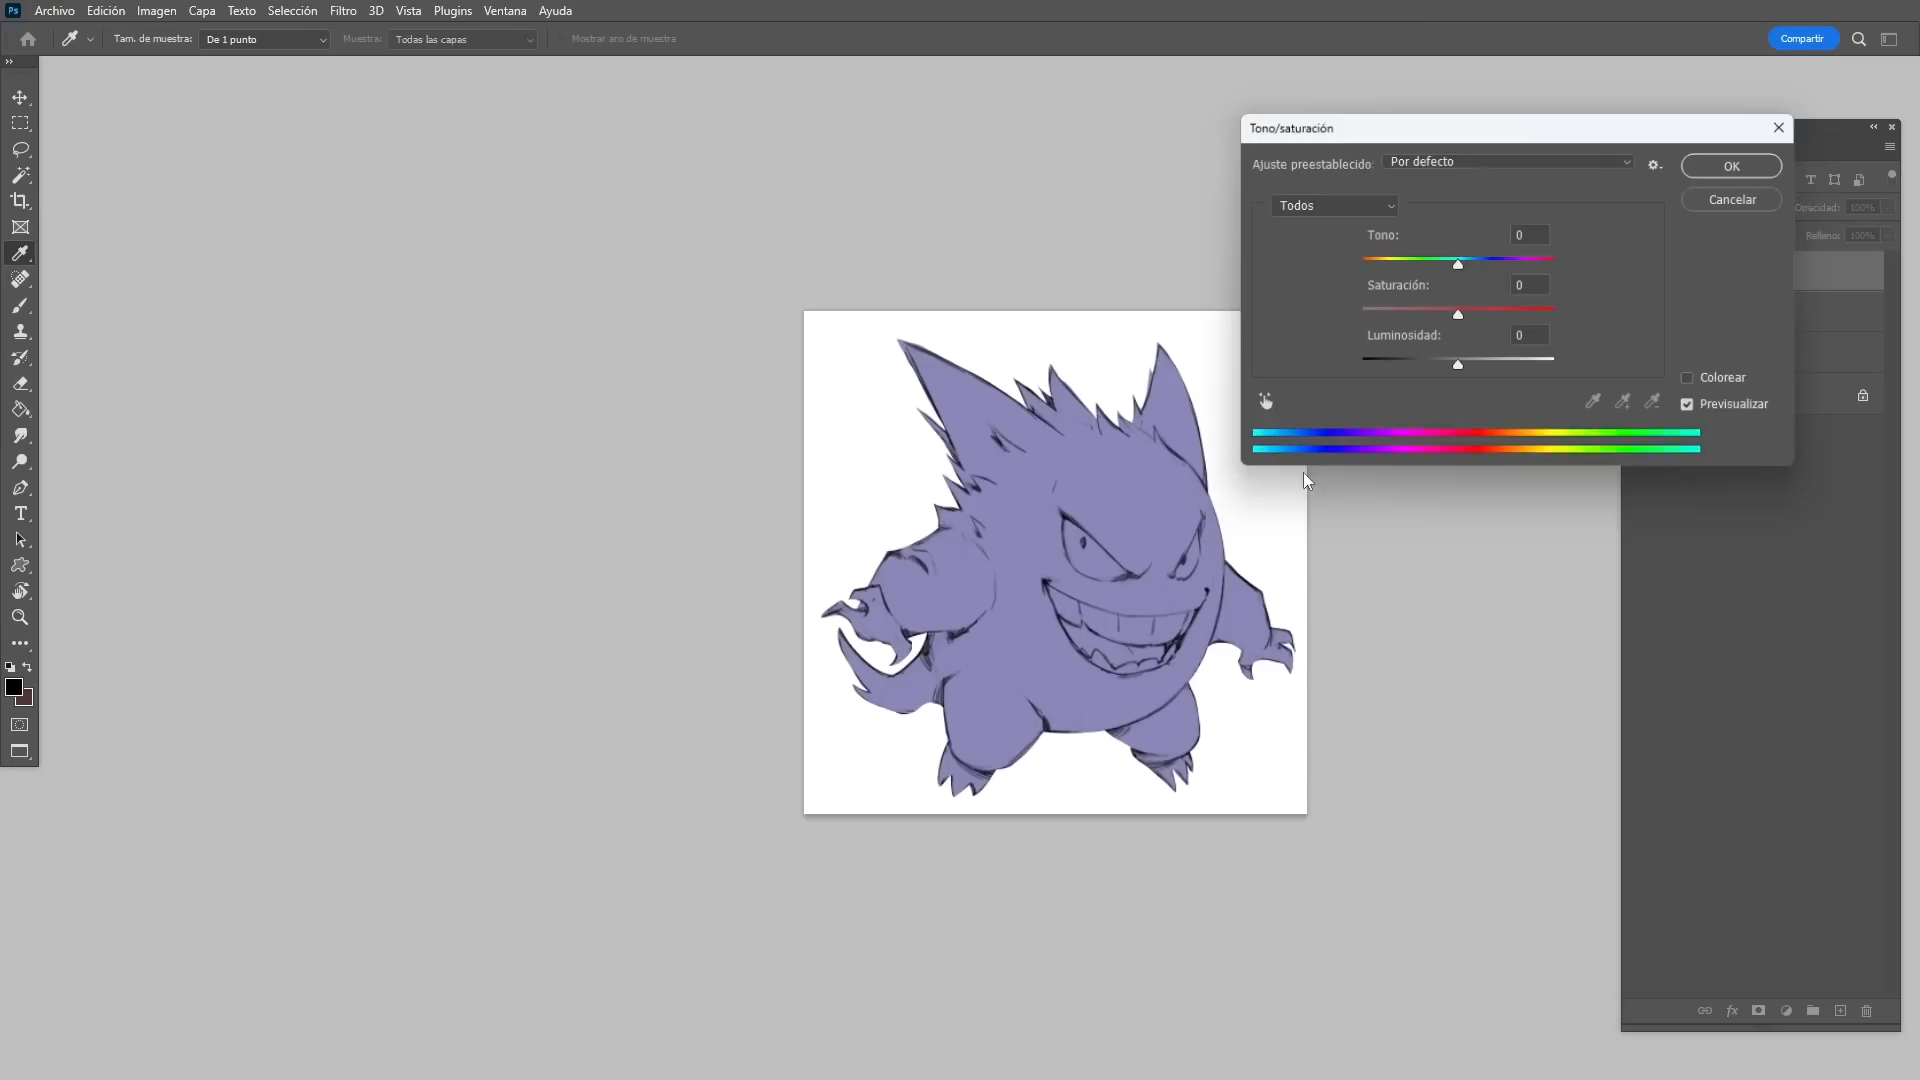 Ps Archivo Edición Imagen Capa Texto Selección Filtro 3D Vista Plugins Ventana Ayuda
Tam. de muestra: De 1 punto Muestra: Todas las capas Mostrar aro de muestra Compartir
Tono/saturación
Ajuste preestablecido: Por defecto OK
Cancelar
Todos
Opacidad: 100%
Tono: 0
Relleno: 100%
Saturación: 0
Luminosidad: 0
Colorear
Previsualizar
fx